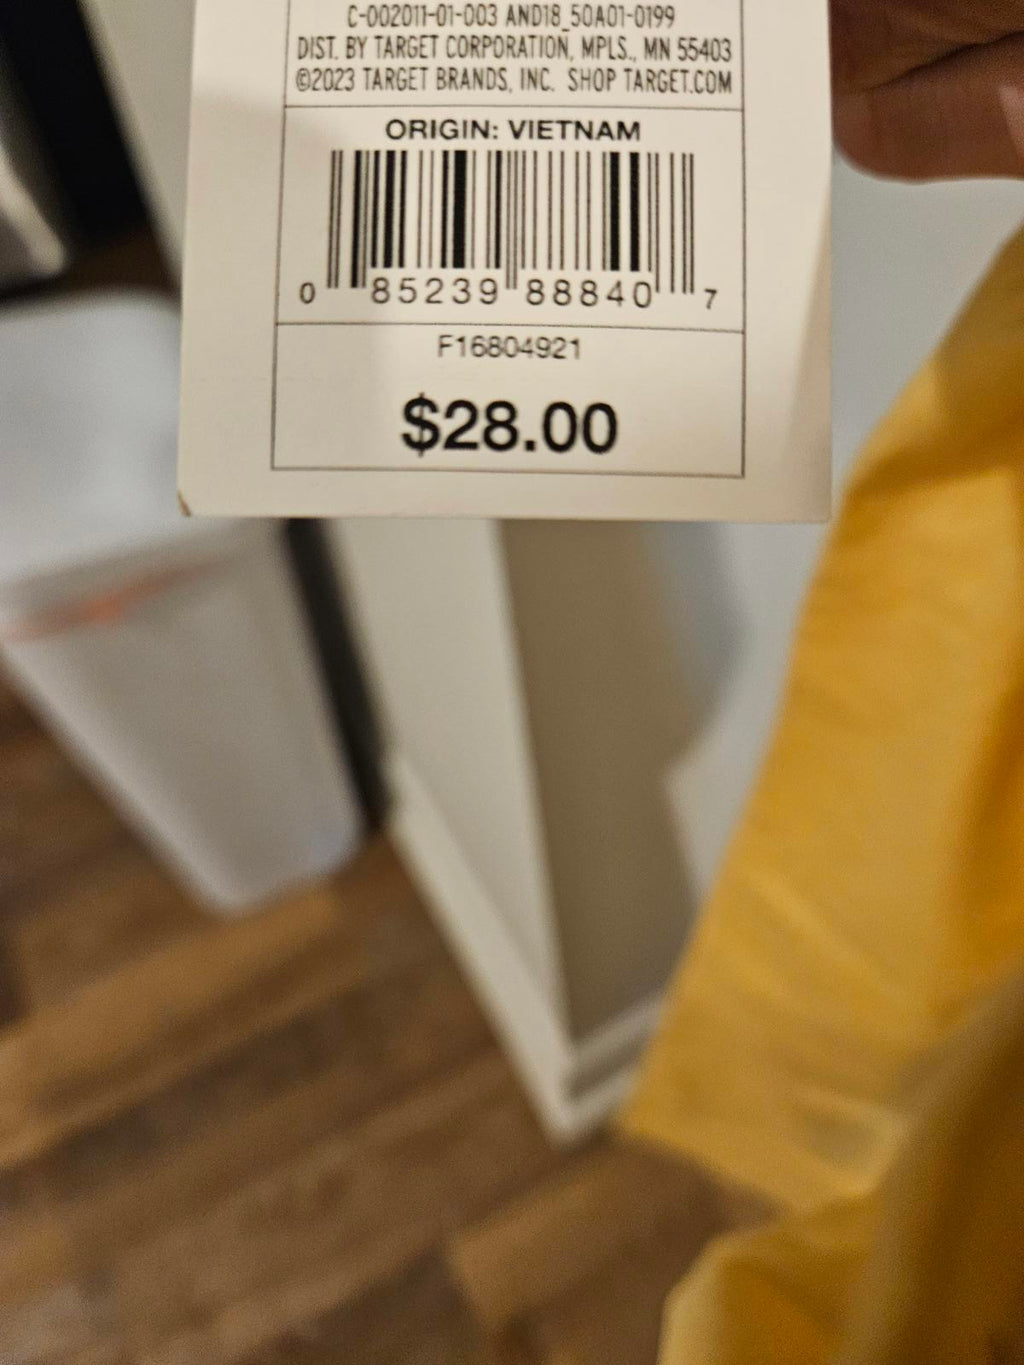 C-002011-01-003 AND18_50A01-0199
DIST. BY TARGET CORPORATION, MPLS., MN 55403
©2023 TARGET BRANDS, INC. SHOP TARGET.COM
ORIGIN: VIETNAM
0 85239 88840 7
F16804921
$28.00